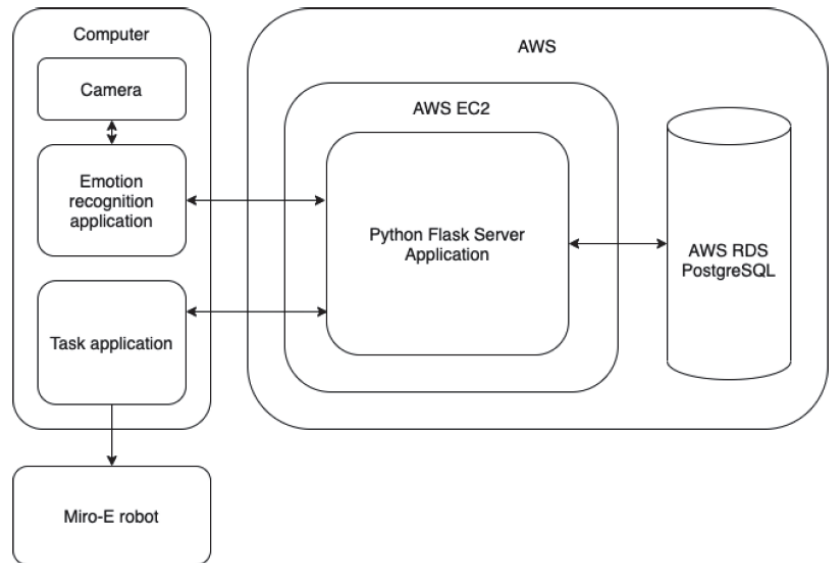 Computer
Camera
Emotion
recognition
application
Task application
Miro-E robot
AWS
AWS EC2
Python Flask Server
Application
AWS RDS
PostgreSQL